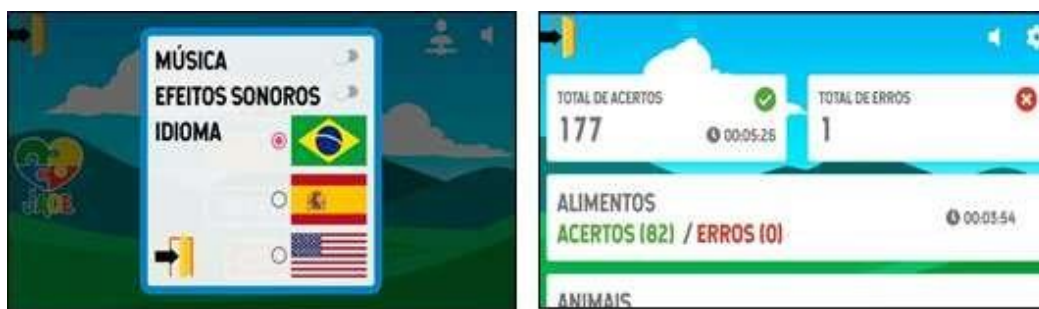 MÚSICA
EFEITOS SONOROS
IDIOMA
TOTAL DE ACERTOS
177
00:05:26
TOTAL DE ERROS
1
ALIMENTOS
ACERTOS (82) / ERROS (0)
00:03:54
ANIMAIS